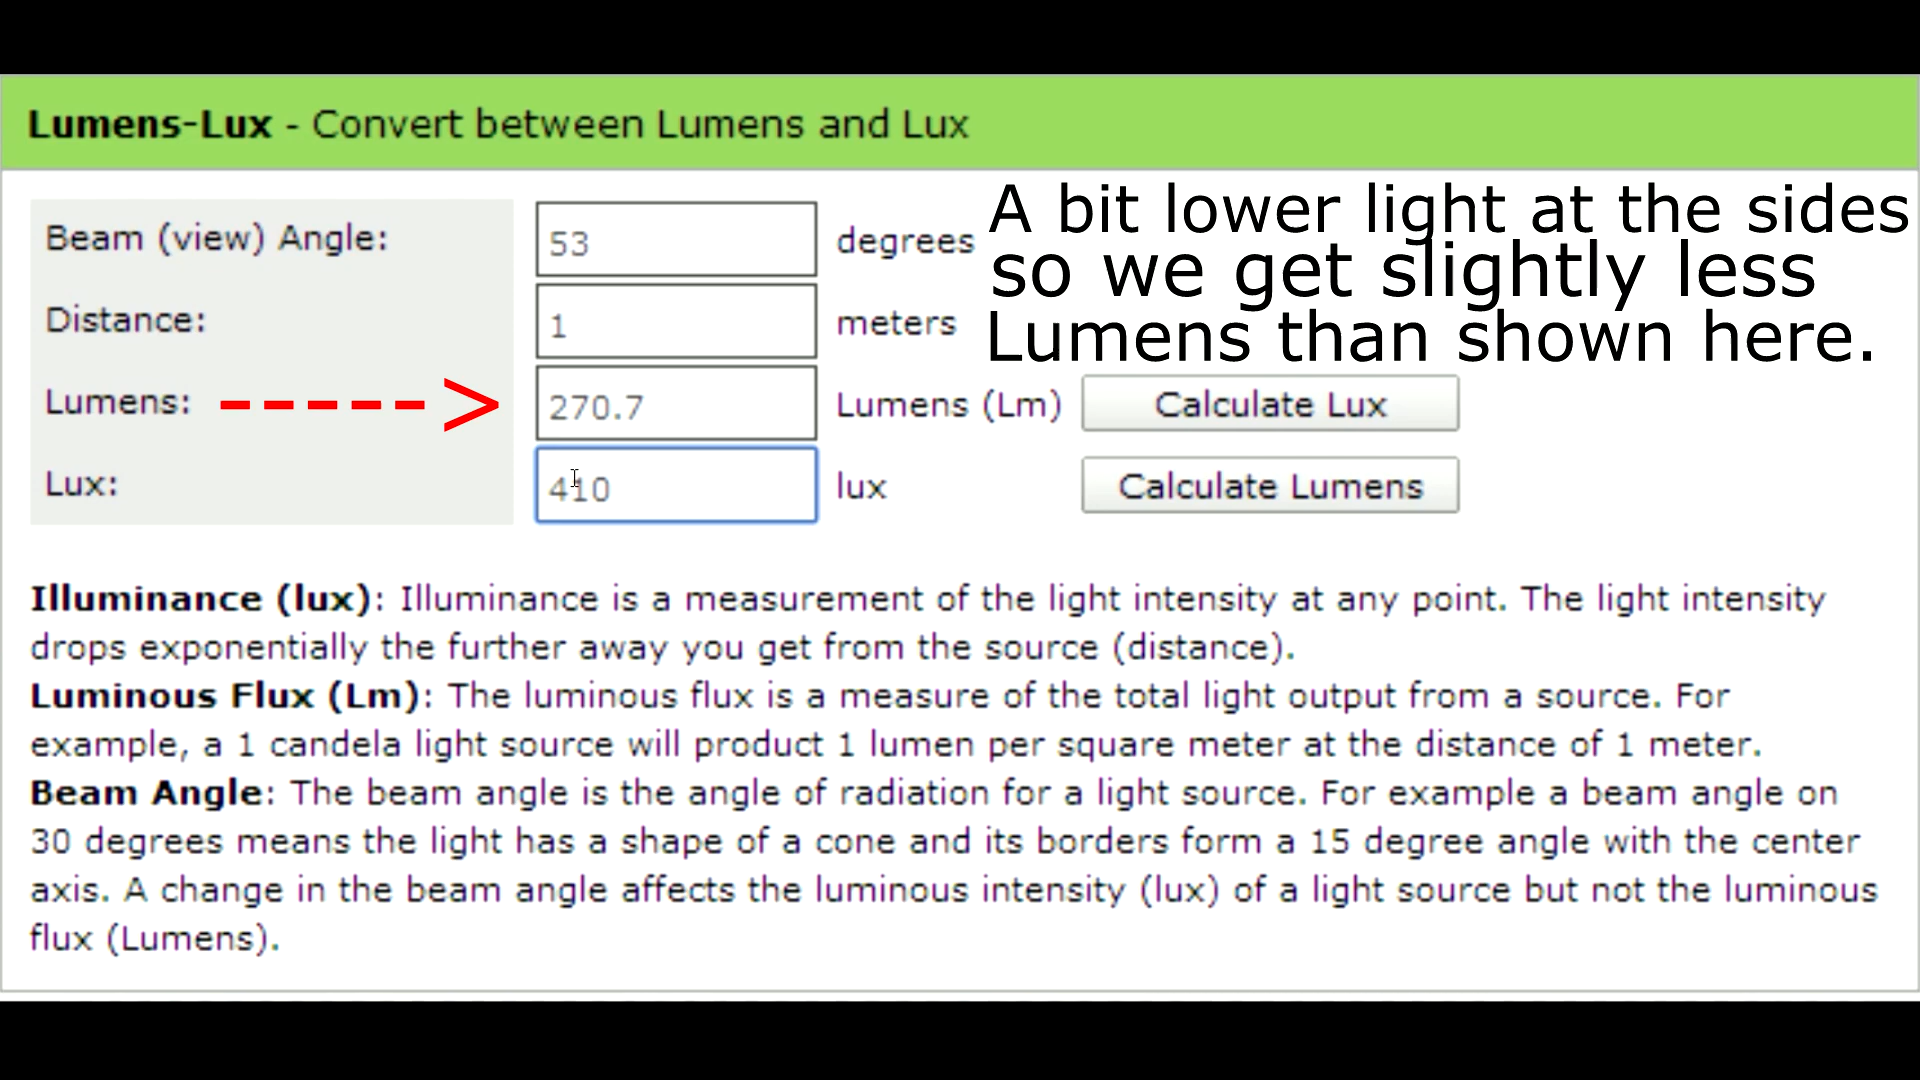 Lumens-Lux - Convert between Lumens and Lux
Beam (view) Angle: 53 degrees
A bit lower light at the sides
so we get slightly less
Lumens than shown here.
Distance: 1 meters
Lumens: -----> 270.7 Lumens (Lm) Calculate Lux
Lux: 410 lux Calculate Lumens
Illuminance (lux): Illuminance is a measurement of the light intensity at any point. The light intensity
drops exponentially the further away you get from the source (distance).
Luminous Flux (Lm): The luminous flux is a measure of the total light output from a source. For
example, a 1 candela light source will product 1 lumen per square meter at the distance of 1 meter.
Beam Angle: The beam angle is the angle of radiation for a light source. For example a beam angle on
30 degrees means the light has a shape of a cone and its borders form a 15 degree angle with the center
axis. A change in the beam angle affects the luminous intensity (lux) of a light source but not the luminous
flux (Lumens).